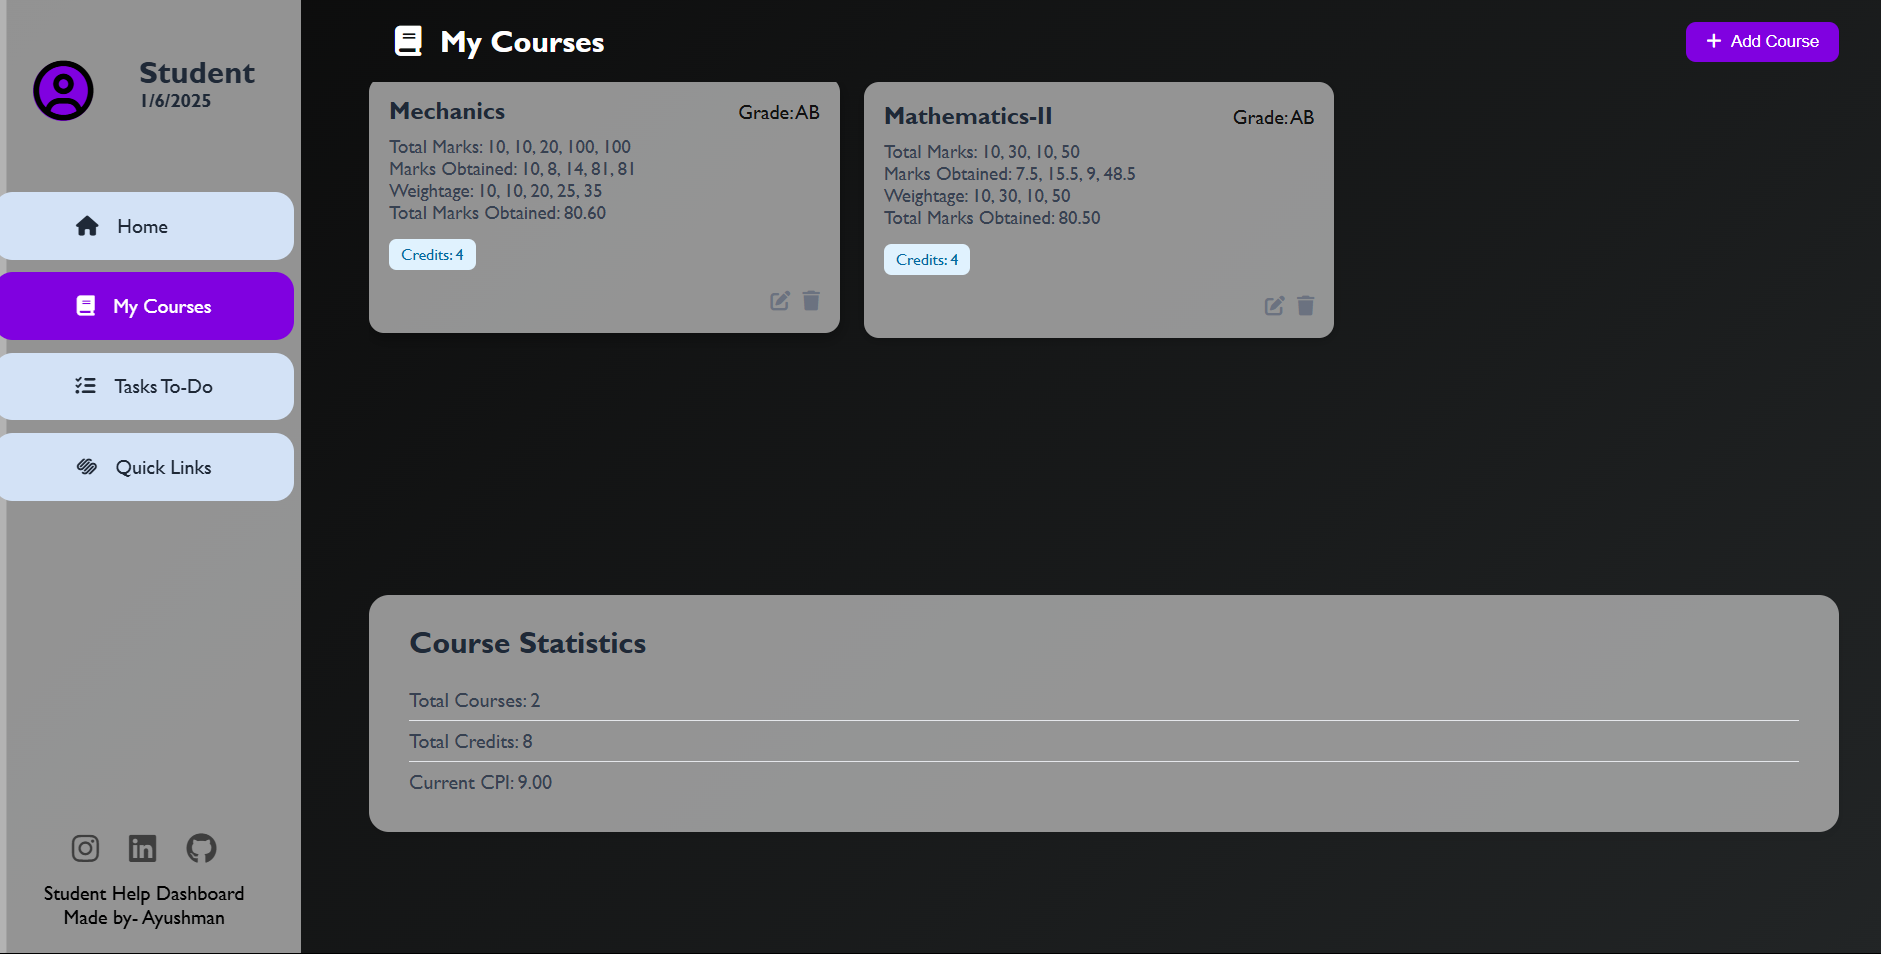 Student
1/6/2025
Home
My Courses
Tasks To-Do
Quick Links
Student Help Dashboard
Made by- Ayushman
My Courses
Add Course
Mechanics
Grade: AB
Total Marks: 10, 10, 20, 100, 100
Marks Obtained: 10, 8, 14, 81, 81
Weightage: 10, 10, 20, 25, 35
Total Marks Obtained: 80.60
Credits: 4
Mathematics-II
Grade: AB
Total Marks: 10, 30, 10, 50
Marks Obtained: 7.5, 15.5, 9, 48.5
Weightage: 10, 30, 10, 50
Total Marks Obtained: 80.50
Credits: 4
Course Statistics
Total Courses: 2
Total Credits: 8
Current CPI: 9.00